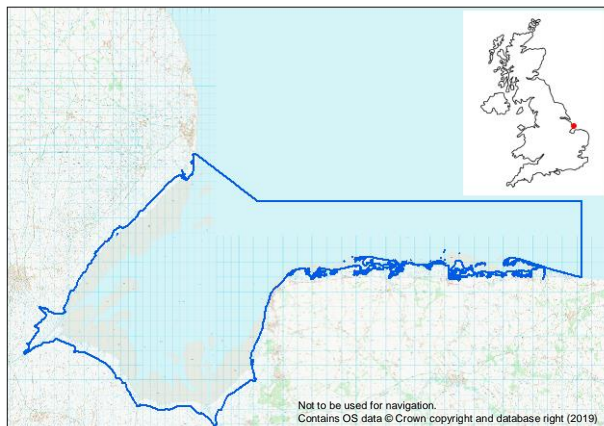 Not to be used for navigation.
Contains OS data © Crown copyright and database right (2019)